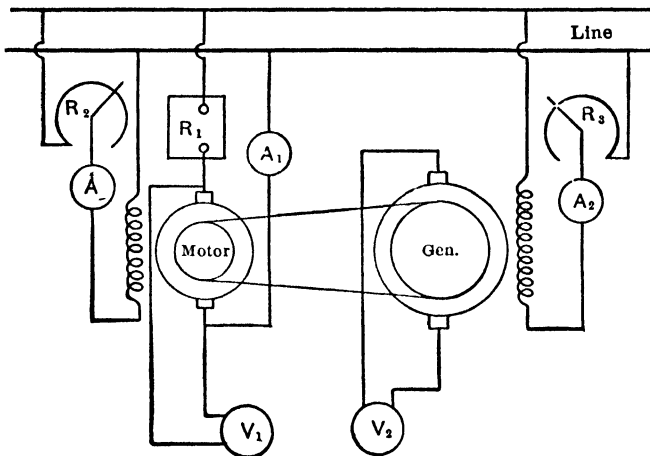 Line
R₂
R₁
A₁
R₃
A
A₂
Motor
Gen.
V₁
V₂